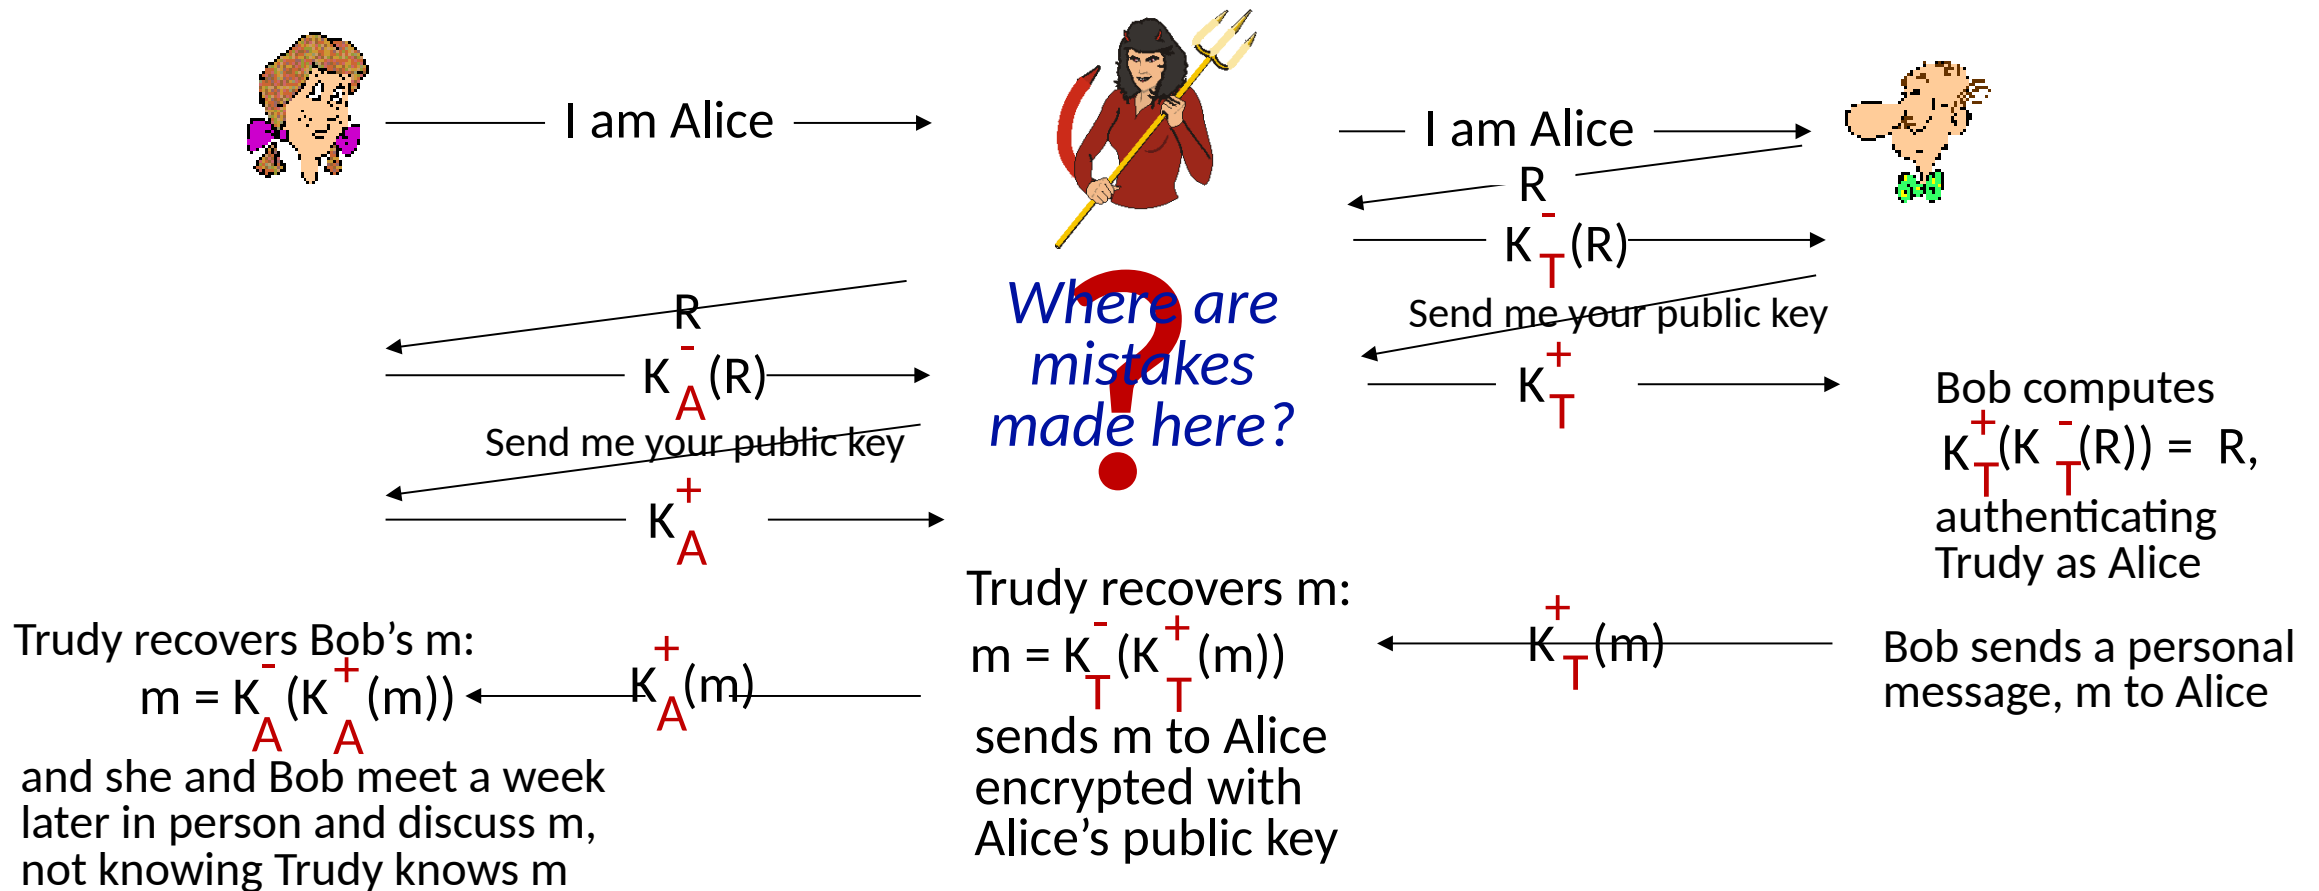 I am Alice
I am Alice
R
K⁻T(R)
Send me your public key
K⁺T
R
K⁻A(R)
Send me your public key
K⁺A
Where are
mistakes
made here?
?
Bob computes
K⁺T(K⁻T(R)) = R,
authenticating
Trudy as Alice
Bob sends a personal
message, m to Alice
K⁺T(m)
Trudy recovers m:
m = K⁻T(K⁺T(m))
sends m to Alice
encrypted with
Alice’s public key
K⁺A(m)
Trudy recovers Bob’s m:
m = K⁻A(K⁺A(m))
and she and Bob meet a week
later in person and discuss m,
not knowing Trudy knows m